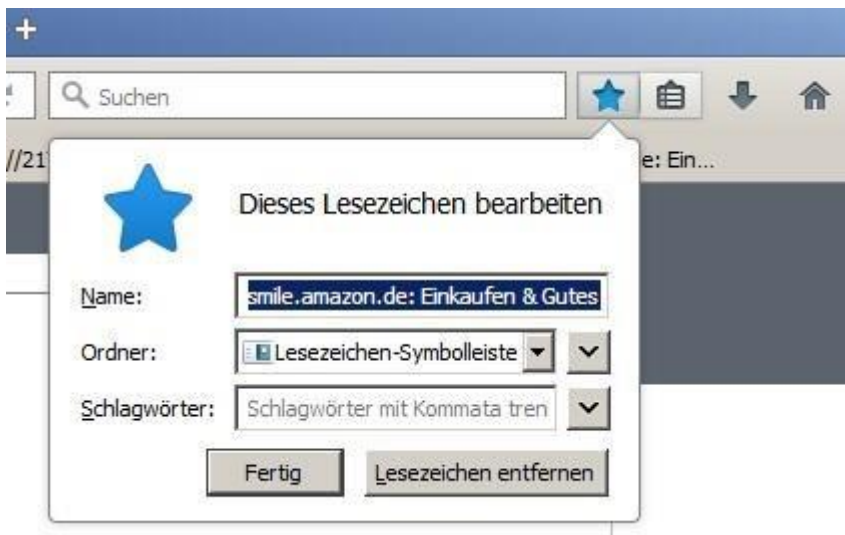 Suchen
//21
e: Ein...
Dieses Lesezeichen bearbeiten
Name: smile.amazon.de: Einkaufen & Gutes
Ordner: Lesezeichen-Symbolleiste
Schlagwörter: Schlagwörter mit Kommata tren
Fertig Lesezeichen entfernen